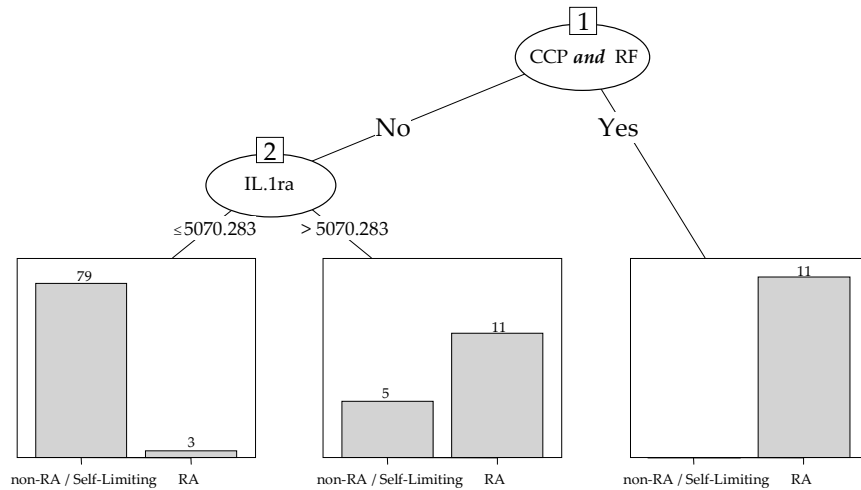 1
CCP and RF
No
Yes
2
IL.1ra
≤5070.283
> 5070.283
79
3
5
11
11
non-RA / Self-Limiting
RA
non-RA / Self-Limiting
RA
non-RA / Self-Limiting
RA